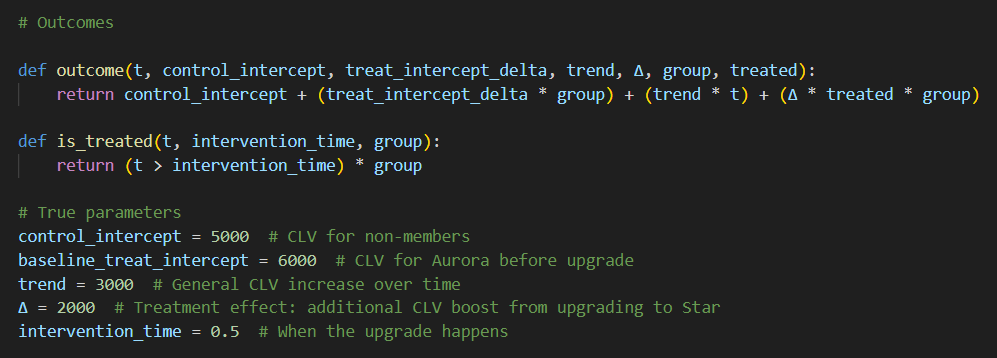 # Outcomes
def outcome(t, control_intercept, treat_intercept_delta, trend, Δ, group, treated):
    return control_intercept + (treat_intercept_delta * group) + (trend * t) + (Δ * treated * group)
def is_treated(t, intervention_time, group):
    return (t > intervention_time) * group
# True parameters
control_intercept = 5000  # CLV for non-members
baseline_treat_intercept = 6000  # CLV for Aurora before upgrade
trend = 3000  # General CLV increase over time
Δ = 2000  # Treatment effect: additional CLV boost from upgrading to Star
intervention_time = 0.5  # When the upgrade happens